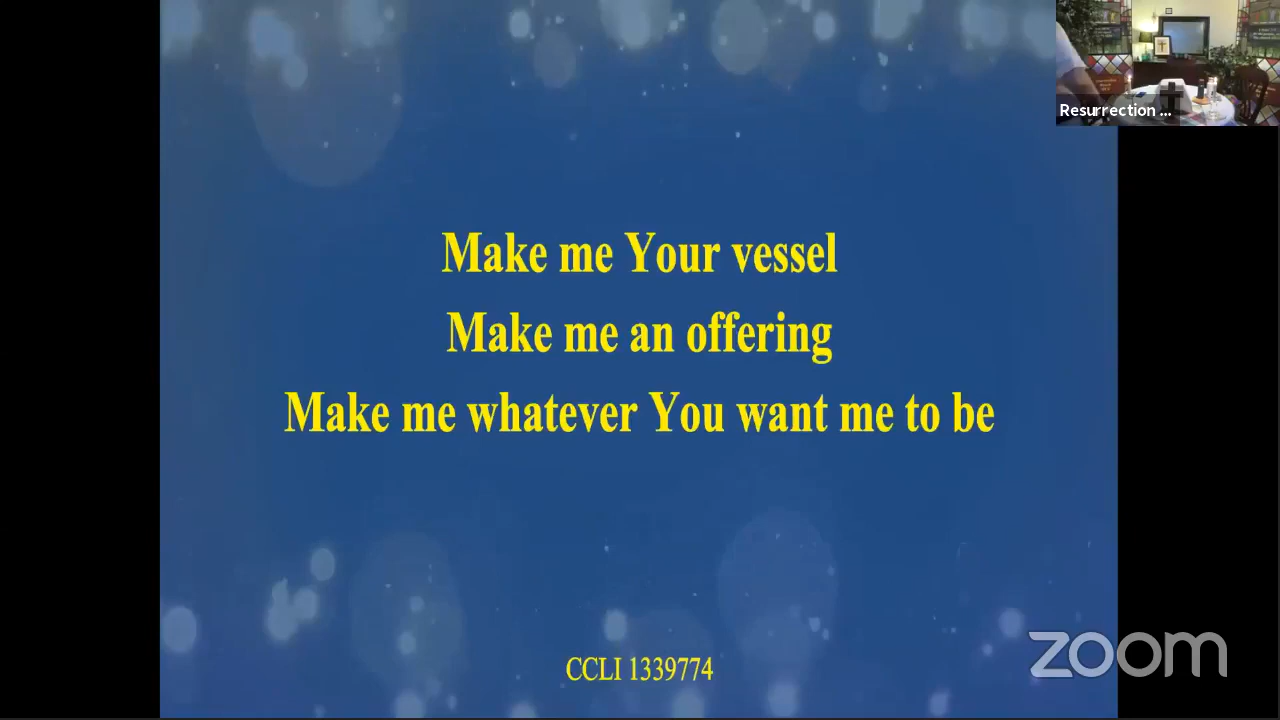 Resurrection ...
Make me Your vessel
Make me an offering
Make me whatever You want me to be
CCLI 1339774
zoom